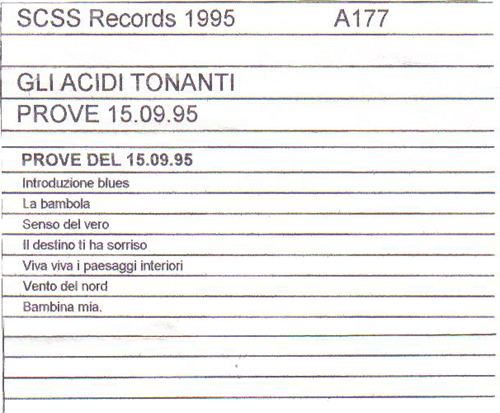 SCSS Records 1995 A177
GLI ACIDI TONANTI
PROVE 15.09.95
PROVE DEL 15.09.95
Introduzione blues
La bambola
Senso del vero
Il destino ti ha sorriso
Viva viva i paesaggi interiori
Vento del nord
Bambina mia.